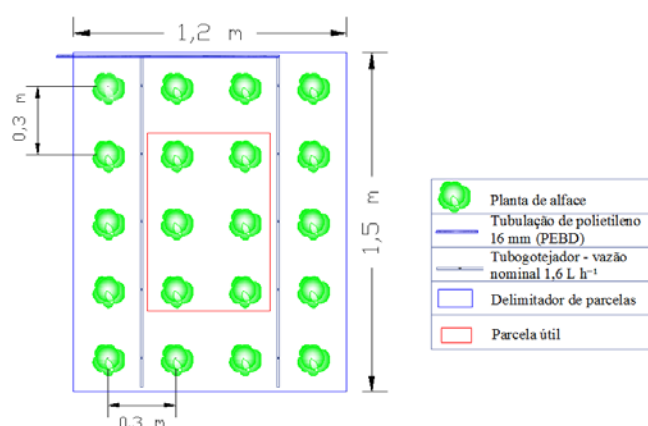 1,2 m
0,3 m
1,5 m
0,3 m
Planta de alface
Tubulação de polietileno
16 mm (PEBD)
Tubogotejador - vazão
nominal 1,6 L h⁻¹
Delimitador de parcelas
Parcela útil